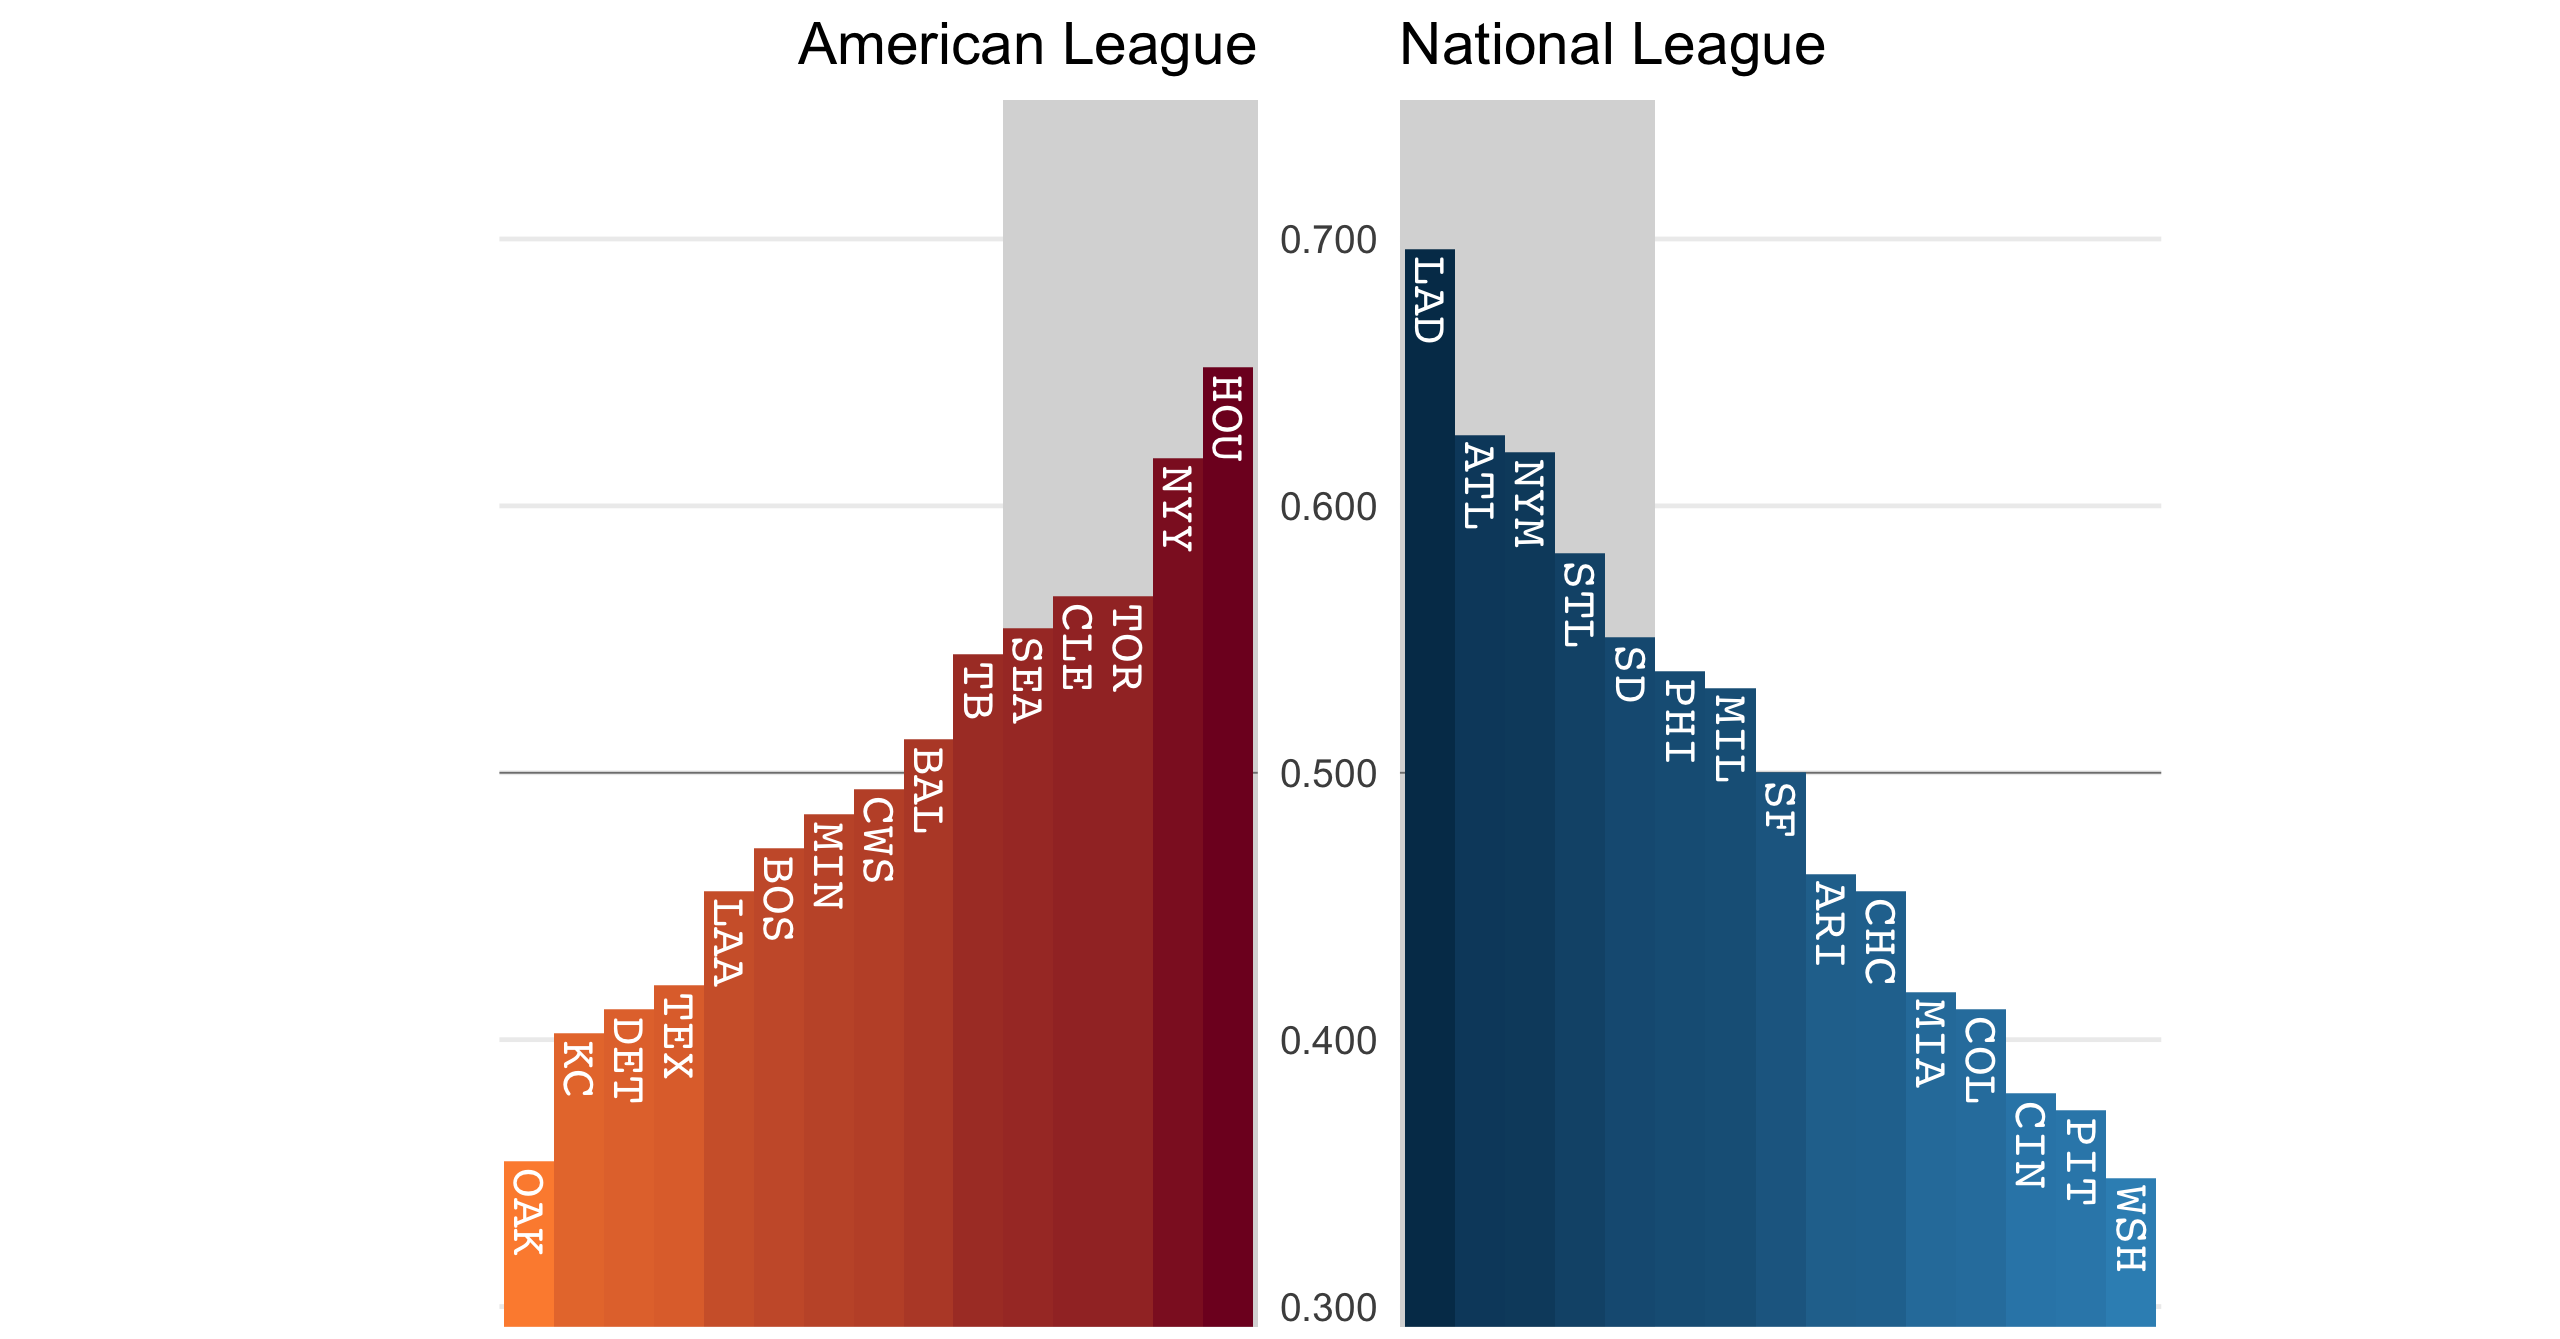 American League
National League
0.700
0.600
0.500
0.400
0.300
OAK
KC
DET
TEX
LAA
BOS
MIN
CWS
BAL
TB
SEA
CLE
TOR
NYY
HOU
LAD
ATL
NYM
STL
SD
PHI
MIL
SF
ARI
CHC
MIA
COL
CIN
PIT
WSH